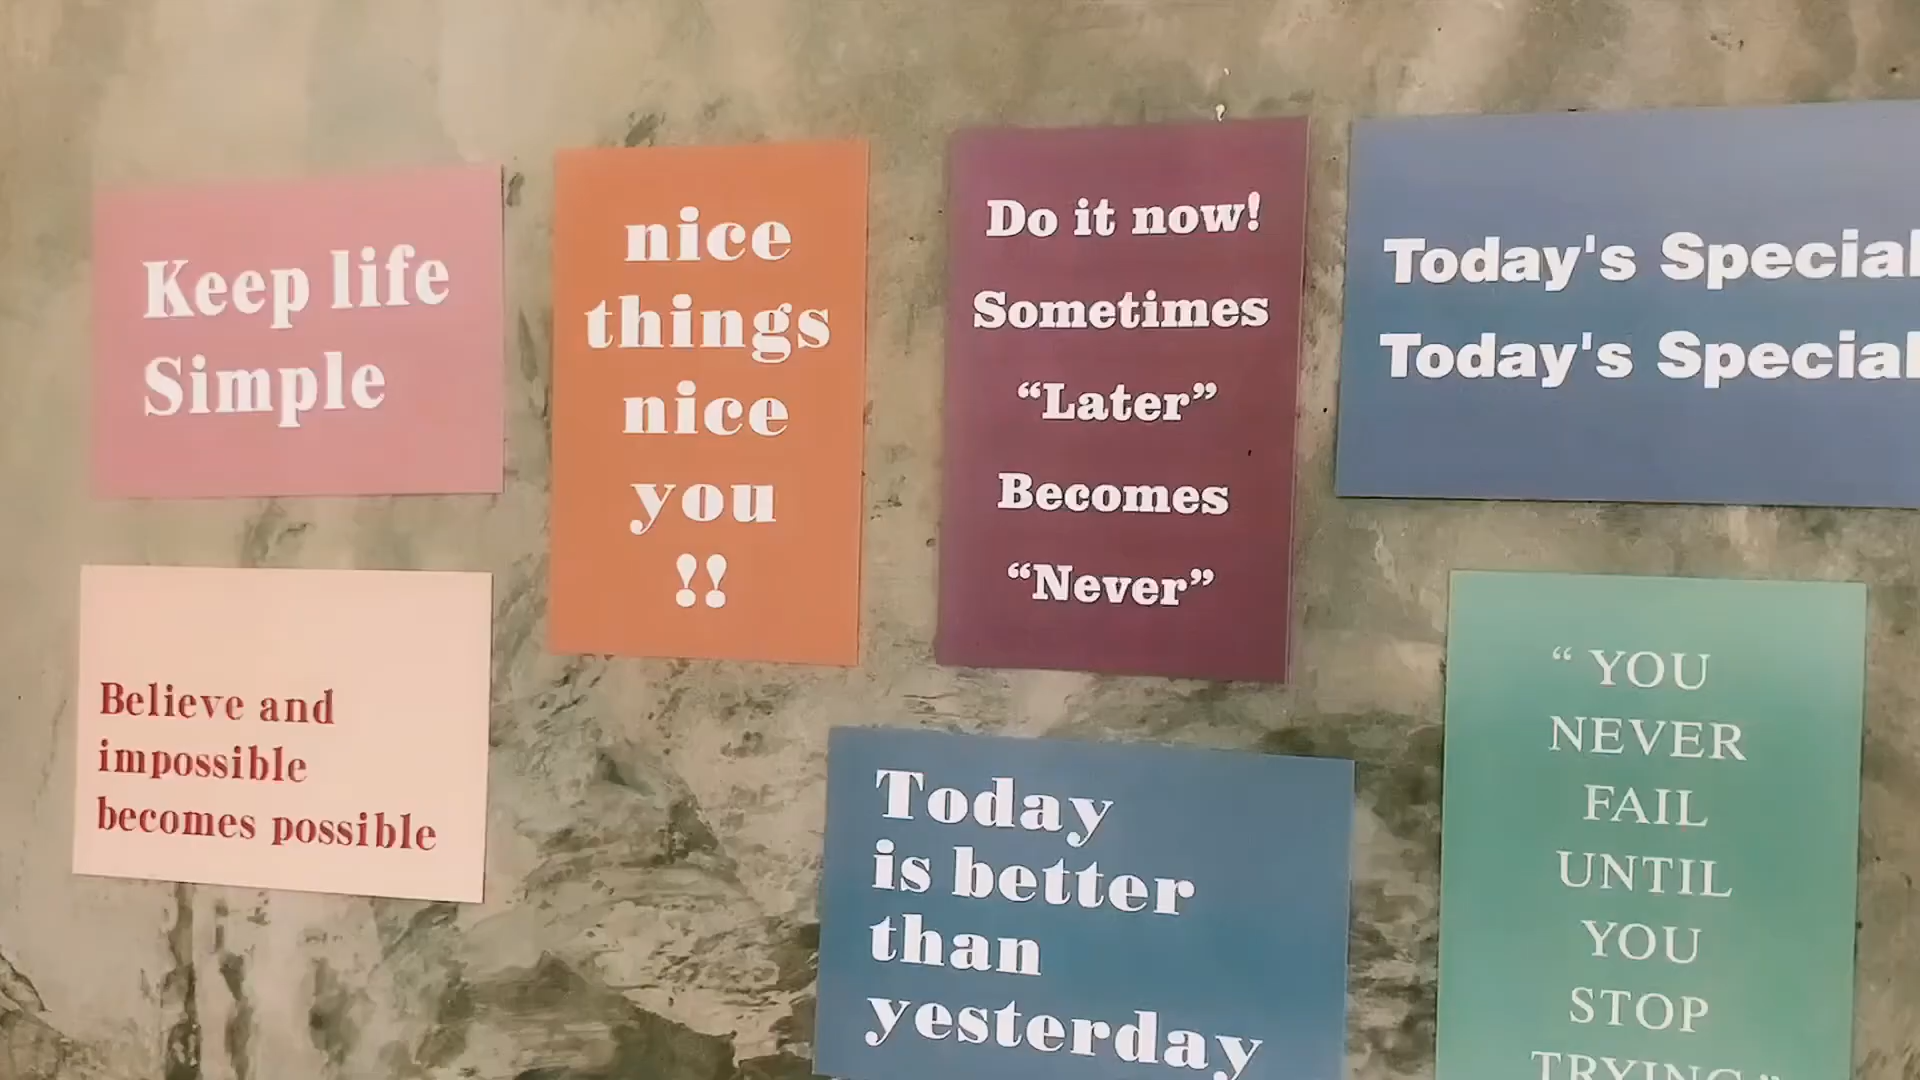 Keep life
Simple
nice
things
nice
you
!!
Do it now!
Sometimes
“Later”
Becomes
“Never”
Today's Special
Today's Special
Believe and
impossible
becomes possible
Today
is better
than
yesterday
“ YOU
NEVER
FAIL
UNTIL
YOU
STOP
TRYING ”